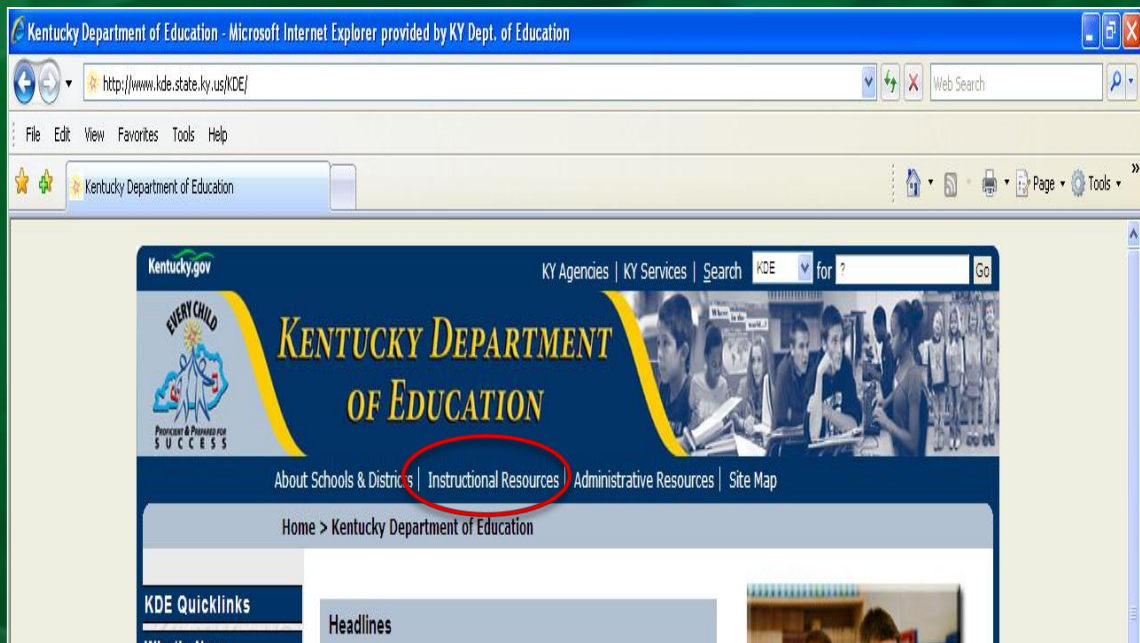 Kentucky Department of Education - Microsoft Internet Explorer provided by KY Dept. of Education
http://www.kde.state.ky.us/KDE/
Web Search
File Edit View Favorites Tools Help
Kentucky Department of Education
Page Tools »
Kentucky.gov
KY Agencies | KY Services | Search KDE for ? Go
EVERY CHILD
PROFICIENT & PREPARED FOR
SUCCESS
KENTUCKY DEPARTMENT
OF EDUCATION
About Schools & Districts | Instructional Resources | Administrative Resources | Site Map
Home > Kentucky Department of Education
KDE Quicklinks
Headlines